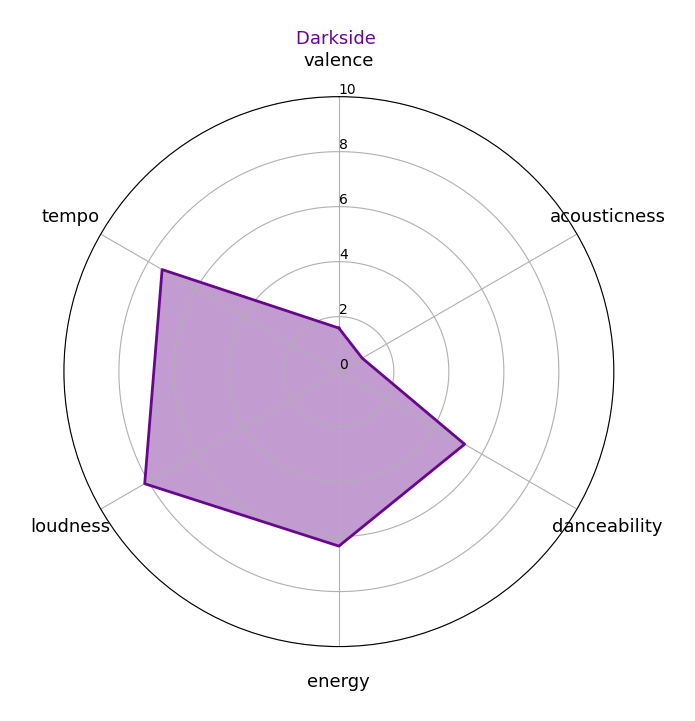 Darkside
valence
10
8
6
4
2
0
tempo
acousticness
loudness
danceability
energy